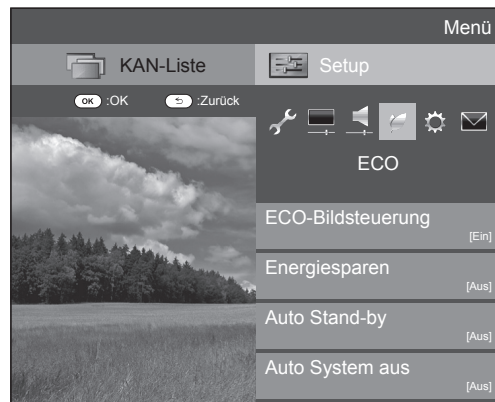 Menü
KAN-Liste
Setup
OK :OK :Zurück
ECO
ECO-Bildsteuerung
[Ein]
Energiesparen
[Aus]
Auto Stand-by
[Aus]
Auto System aus
[Aus]